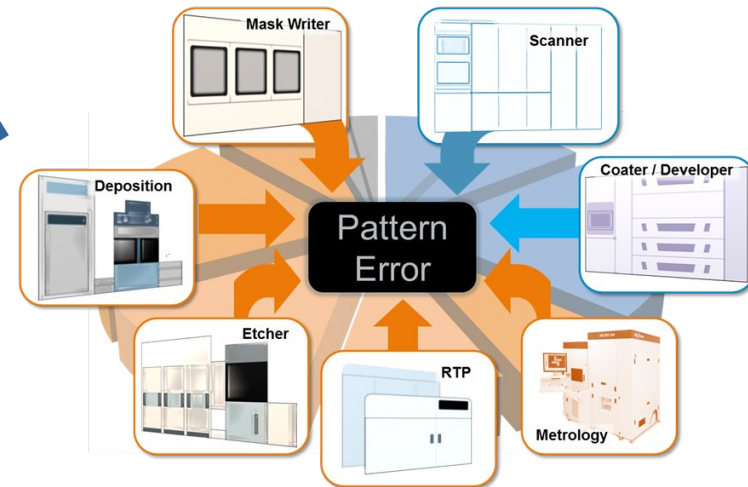 Mask Writer
Scanner
Deposition
Coater / Developer
Pattern
Error
Etcher
RTP
Metrology